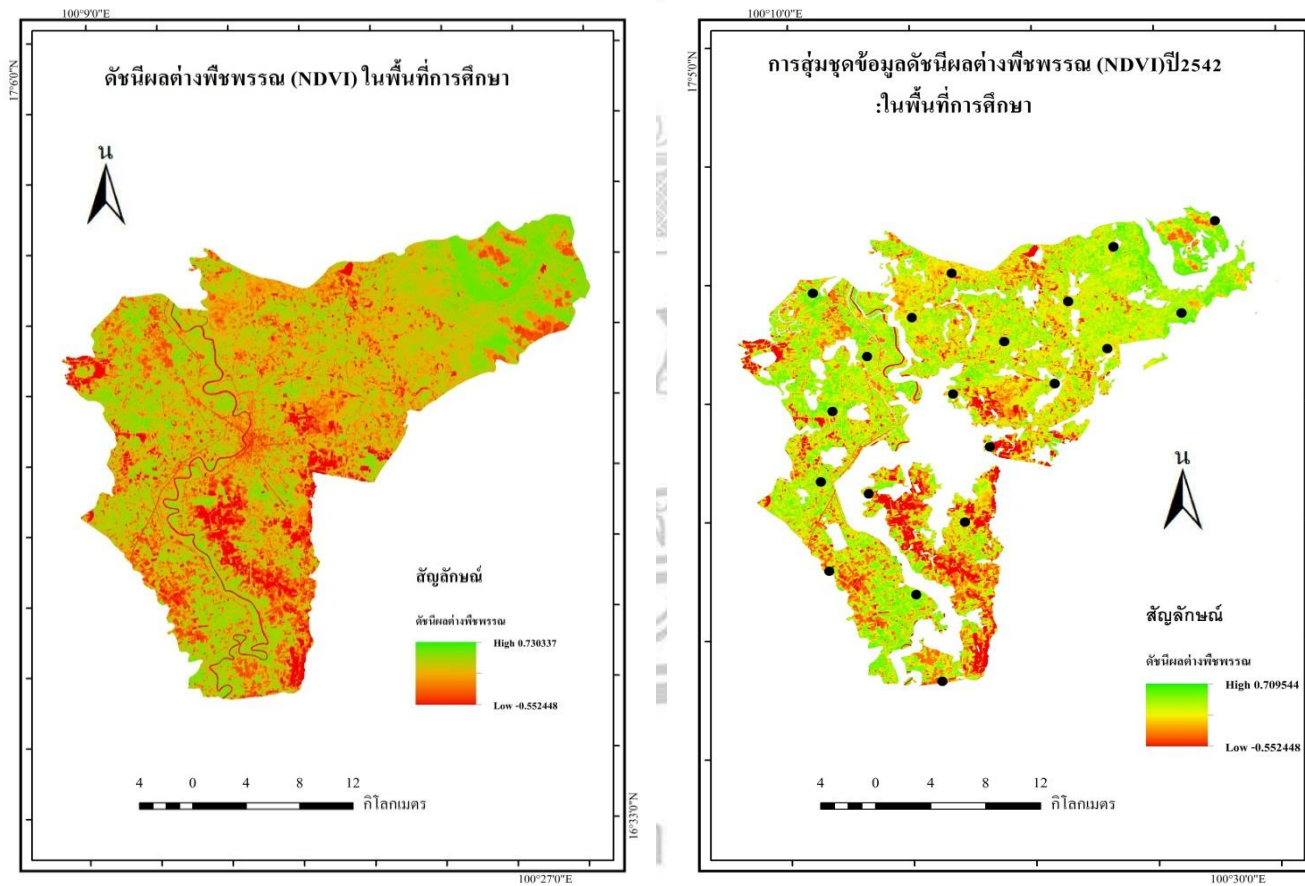 100°9'0"E
17°6'0"N
ดัชนีผลต่างพืชพรรณ (NDVI) ในพื้นที่การศึกษา
น
สัญลักษณ์
ดัชนีผลต่างพืชพรรณ
High 0.730337
Low -0.552448
4 0 4 8 12
กิโลเมตร
16°33'0"N
100°27'0"E
100°10'0"E
17°5'0"N
การสุ่มชุดข้อมูลดัชนีผลต่างพืชพรรณ (NDVI)ปี2542
:ในพื้นที่การศึกษา
น
สัญลักษณ์
ดัชนีผลต่างพืชพรรณ
High 0.709544
Low -0.552448
4 0 4 8 12
กิโลเมตร
100°30'0"E